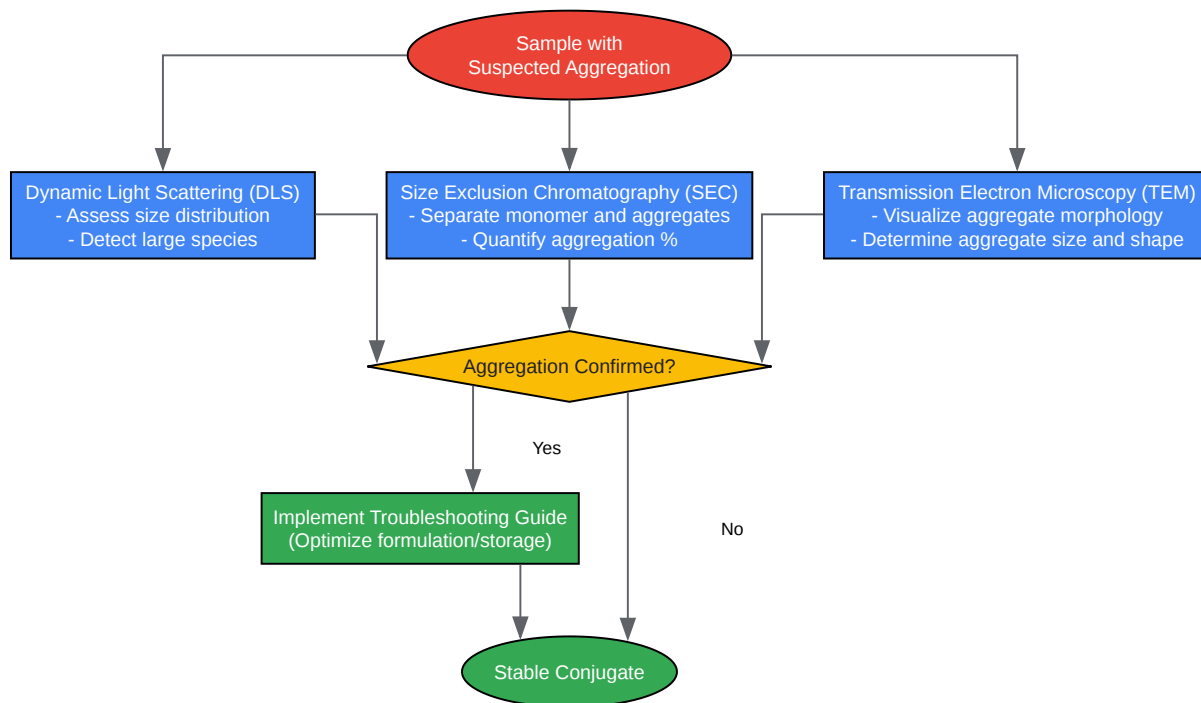 Sample with
Suspected Aggregation
Dynamic Light Scattering (DLS)
- Assess size distribution
- Detect large species
Size Exclusion Chromatography (SEC)
- Separate monomer and aggregates
- Quantify aggregation %
Transmission Electron Microscopy (TEM)
- Visualize aggregate morphology
- Determine aggregate size and shape
Aggregation Confirmed?
Yes
Implement Troubleshooting Guide
(Optimize formulation/storage)
No
Stable Conjugate